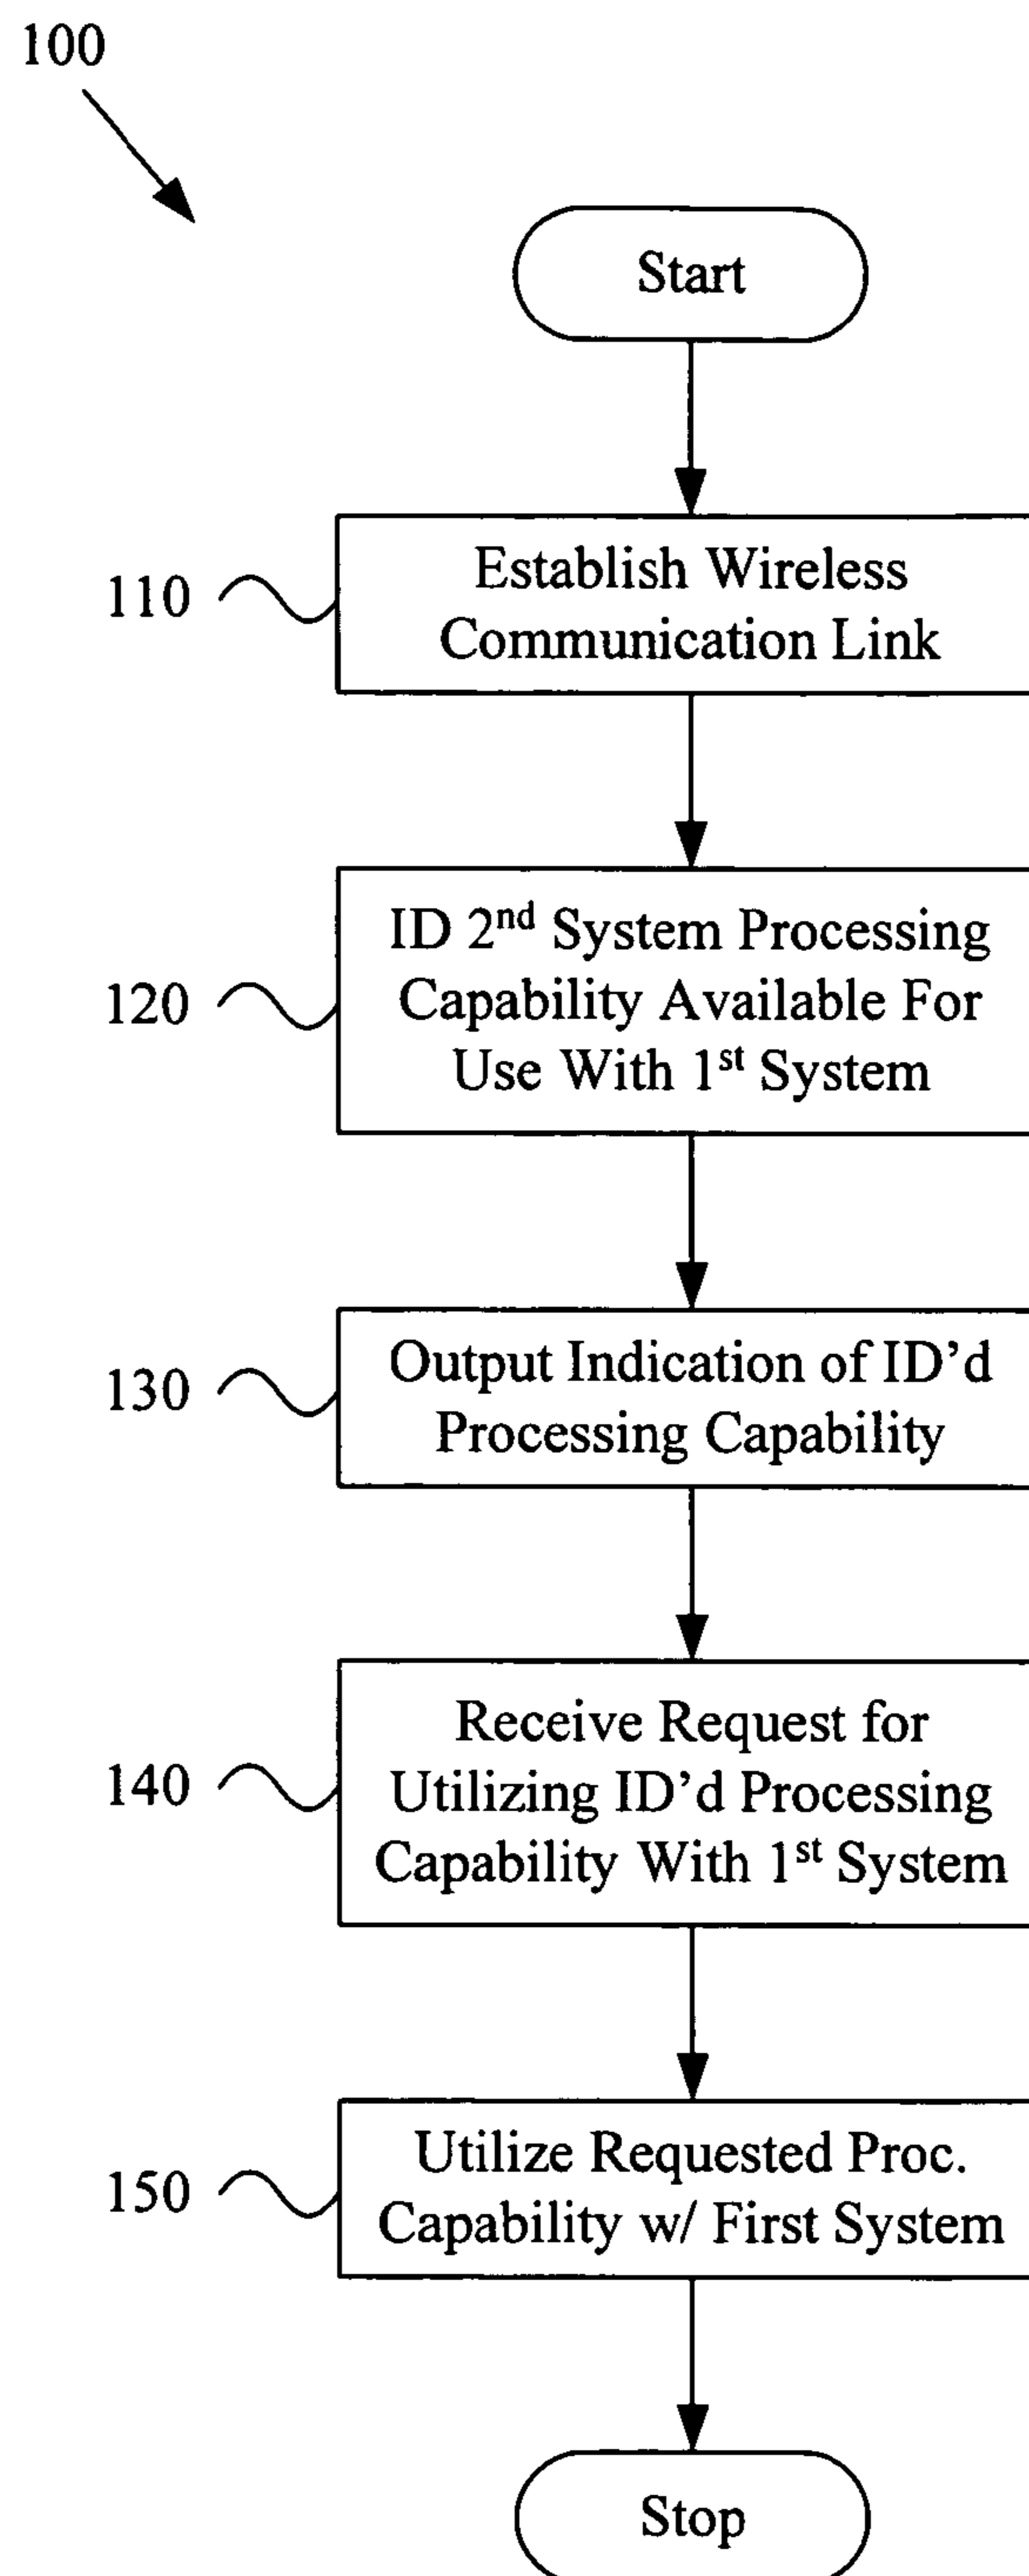 100
Start
110
Establish Wireless
Communication Link
120
ID 2nd System Processing
Capability Available For
Use With 1st System
130
Output Indication of ID’d
Processing Capability
140
Receive Request for
Utilizing ID’d Processing
Capability With 1st System
150
Utilize Requested Proc.
Capability w/ First System
Stop